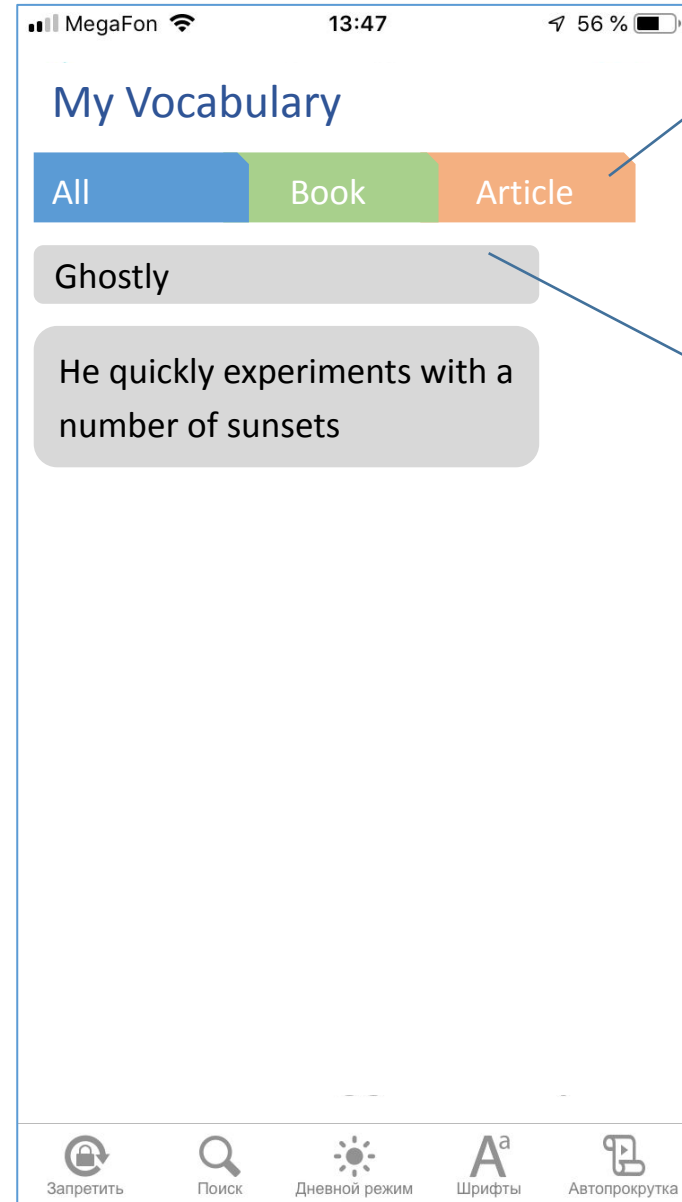 MegaFon 13:47 56 %
My Vocabulary
All Book Article
Ghostly
He quickly experiments with a
number of sunsets
Запретить Поиск Дневной режим Шрифты Автопрокрутка